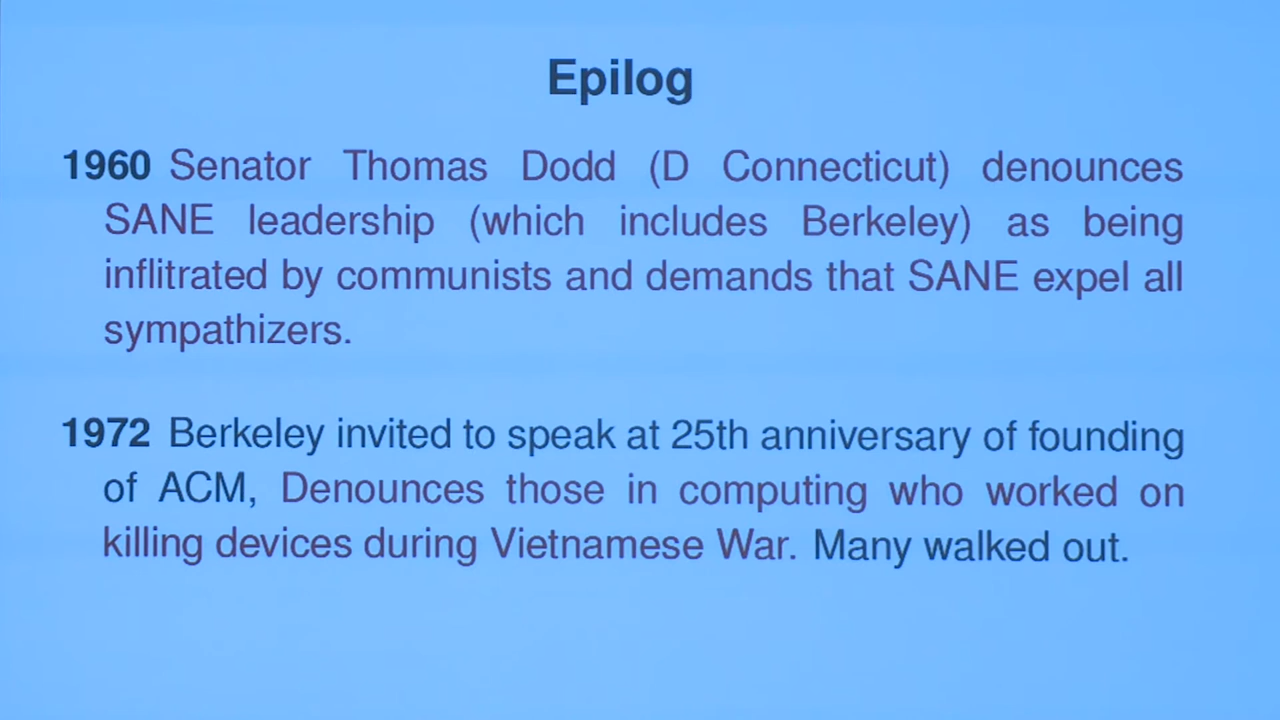 Epilog
1960 Senator Thomas Dodd (D Connecticut) denounces
SANE leadership (which includes Berkeley) as being
inflitrated by communists and demands that SANE expel all
sympathizers.
1972 Berkeley invited to speak at 25th anniversary of founding
of ACM, Denounces those in computing who worked on
killing devices during Vietnamese War. Many walked out.